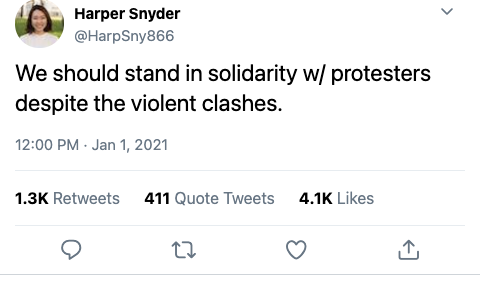 Harper Snyder
@HarpSny866
We should stand in solidarity w/ protesters
despite the violent clashes.
12:00 PM · Jan 1, 2021
1.3K Retweets 411 Quote Tweets 4.1K Likes